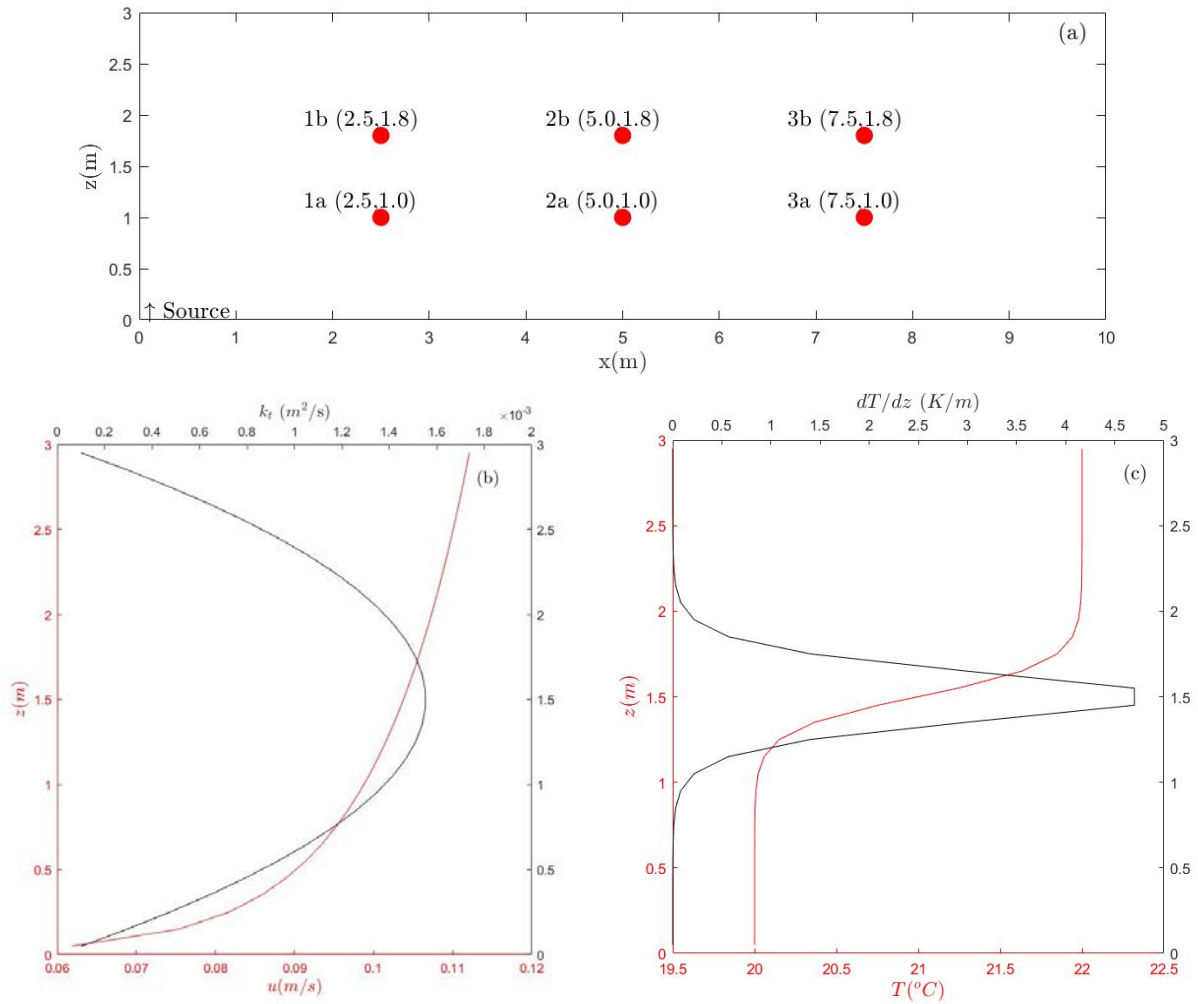 (a)
3
2.5
2
1.5
1
0.5
0
z(m)
1b (2.5,1.8)
2b (5.0,1.8)
3b (7.5,1.8)
1a (2.5,1.0)
2a (5.0,1.0)
3a (7.5,1.0)
↑ Source
0 1 2 3 4 5 6 7 8 9 10
x(m)
k_t (m²/s)
×10⁻³
0 0.2 0.4 0.6 0.8 1 1.2 1.4 1.6 1.8 2
(b)
3 3
2.5 2.5
2 2
1.5 1.5
1 1
0.5 0.5
0 0
z(m)
0.06 0.07 0.08 0.09 0.1 0.11 0.12
u(m/s)
dT/dz (K/m)
0 0.5 1 1.5 2 2.5 3 3.5 4 4.5 5
(c)
3 3
2.5 2.5
2 2
1.5 1.5
1 1
0.5 0.5
0 0
z(m)
19.5 20 20.5 21 21.5 22 22.5
T(°C)